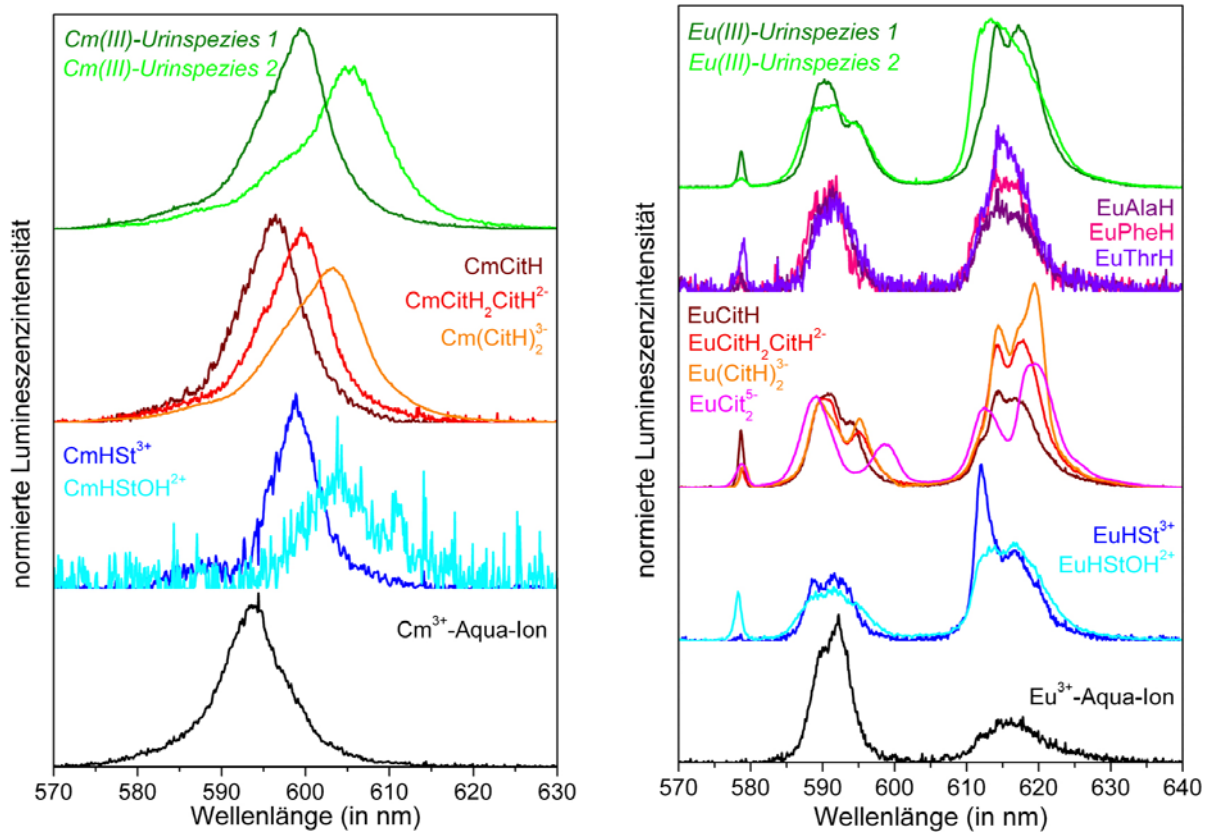 Cm(III)-Urinspezies 1
Cm(III)-Urinspezies 2
CmCitH
CmCitH₂CitH²⁻
Cm(CitH)₂³⁻
CmHSt³⁺
CmHStOH²⁺
Cm³⁺-Aqua-Ion
normierte Lumineszenzintensität
570 580 590 600 610 620 630
Wellenlänge (in nm)
Eu(III)-Urinspezies 1
Eu(III)-Urinspezies 2
EuAlaH
EuPheH
EuThrH
EuCitH
EuCitH₂CitH²⁻
Eu(CitH)₂³⁻
EuCit₂⁵⁻
EuHSt³⁺
EuHStOH²⁺
Eu³⁺-Aqua-Ion
normierte Lumineszenzintensität
570 580 590 600 610 620 630 640
Wellenlänge (in nm)